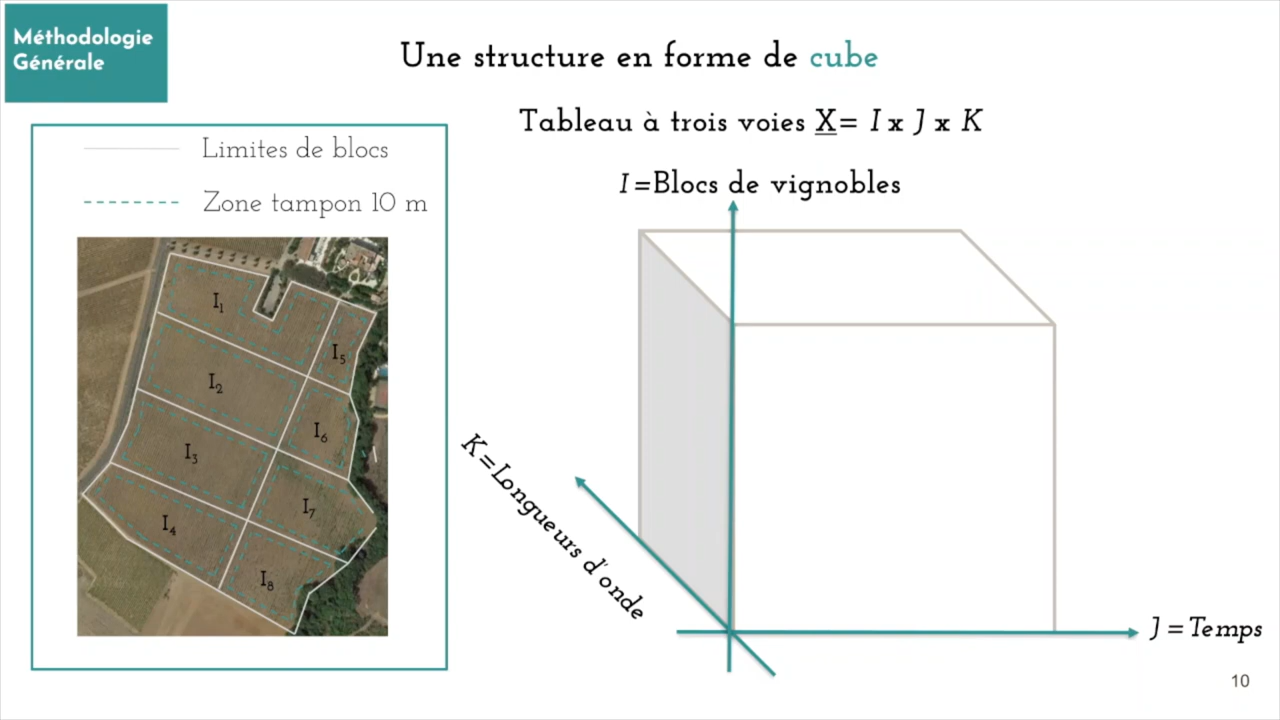 Méthodologie
Générale
Une structure en forme de cube
Tableau à trois voies X= I x J x K
Limites de blocs
Zone tampon 10 m
I=Blocs de vignobles
I₁
I₅
I₂
I₆
I₃
I₇
I₄
I₈
K=Longueurs d'onde
J=Temps
10